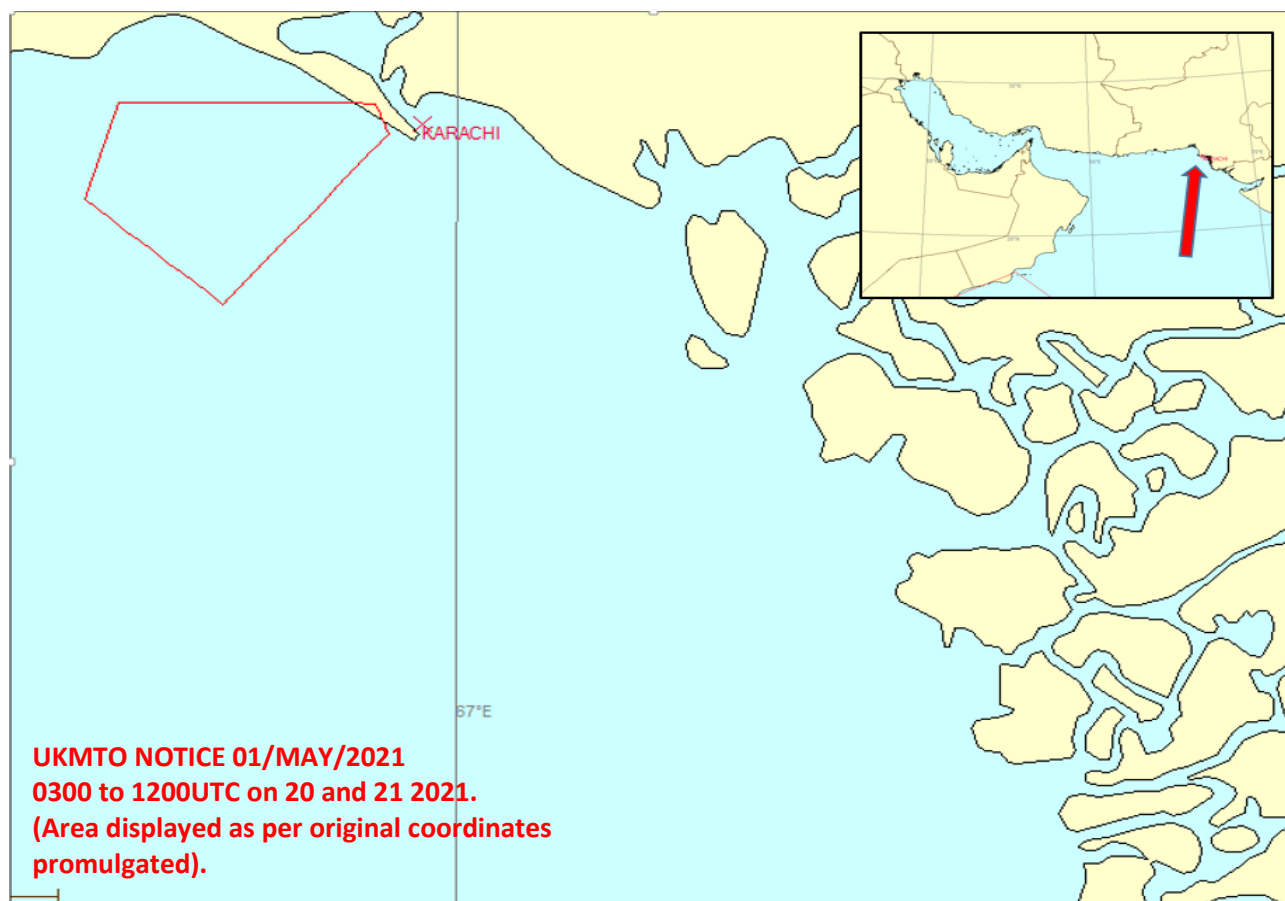 KARACHI
67°E
UKMTO NOTICE 01/MAY/2021
0300 to 1200UTC on 20 and 21 2021.
(Area displayed as per original coordinates
promulgated).